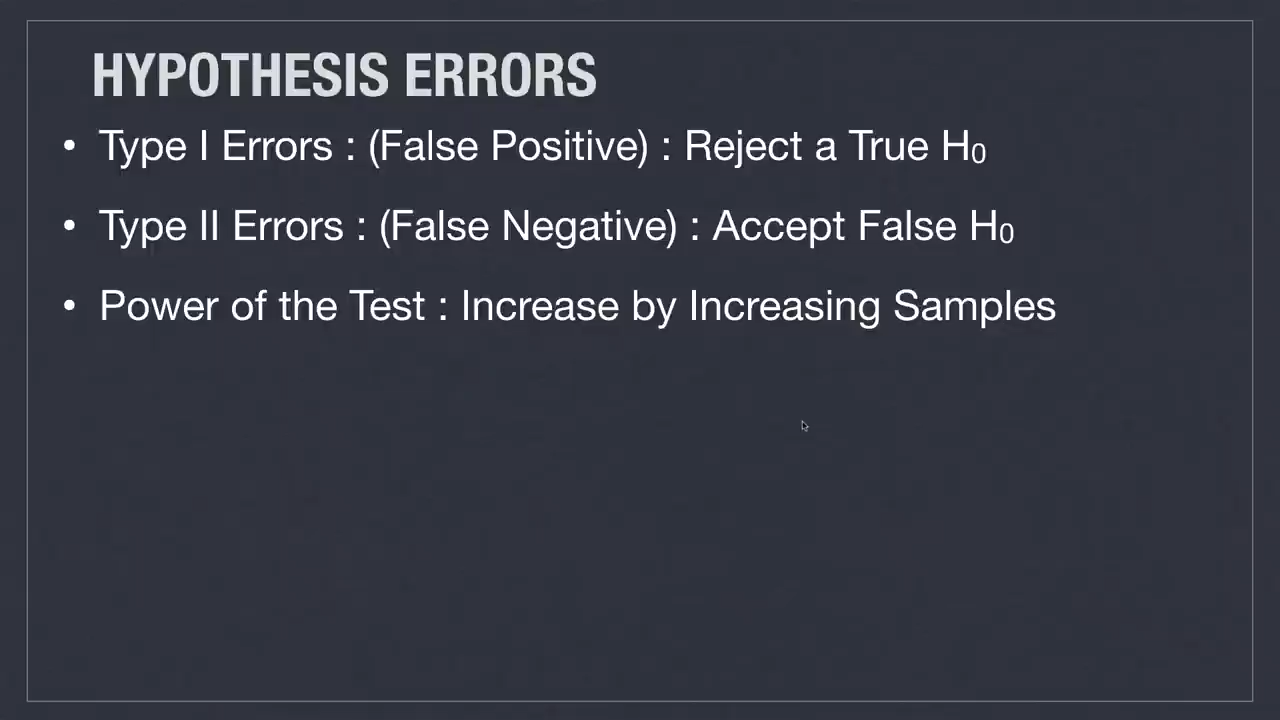 HYPOTHESIS ERRORS
• Type I Errors : (False Positive) : Reject a True H₀
• Type II Errors : (False Negative) : Accept False H₀
• Power of the Test : Increase by Increasing Samples